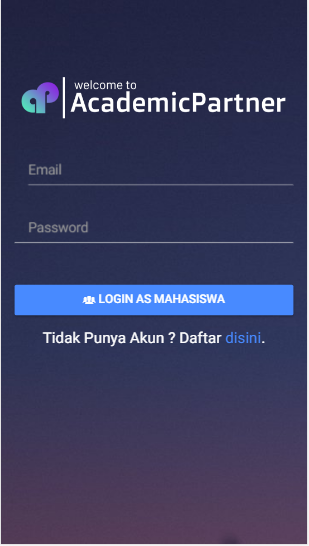 welcome to
AcademicPartner
Email
Password
LOGIN AS MAHASISWA
Tidak Punya Akun ? Daftar disini.